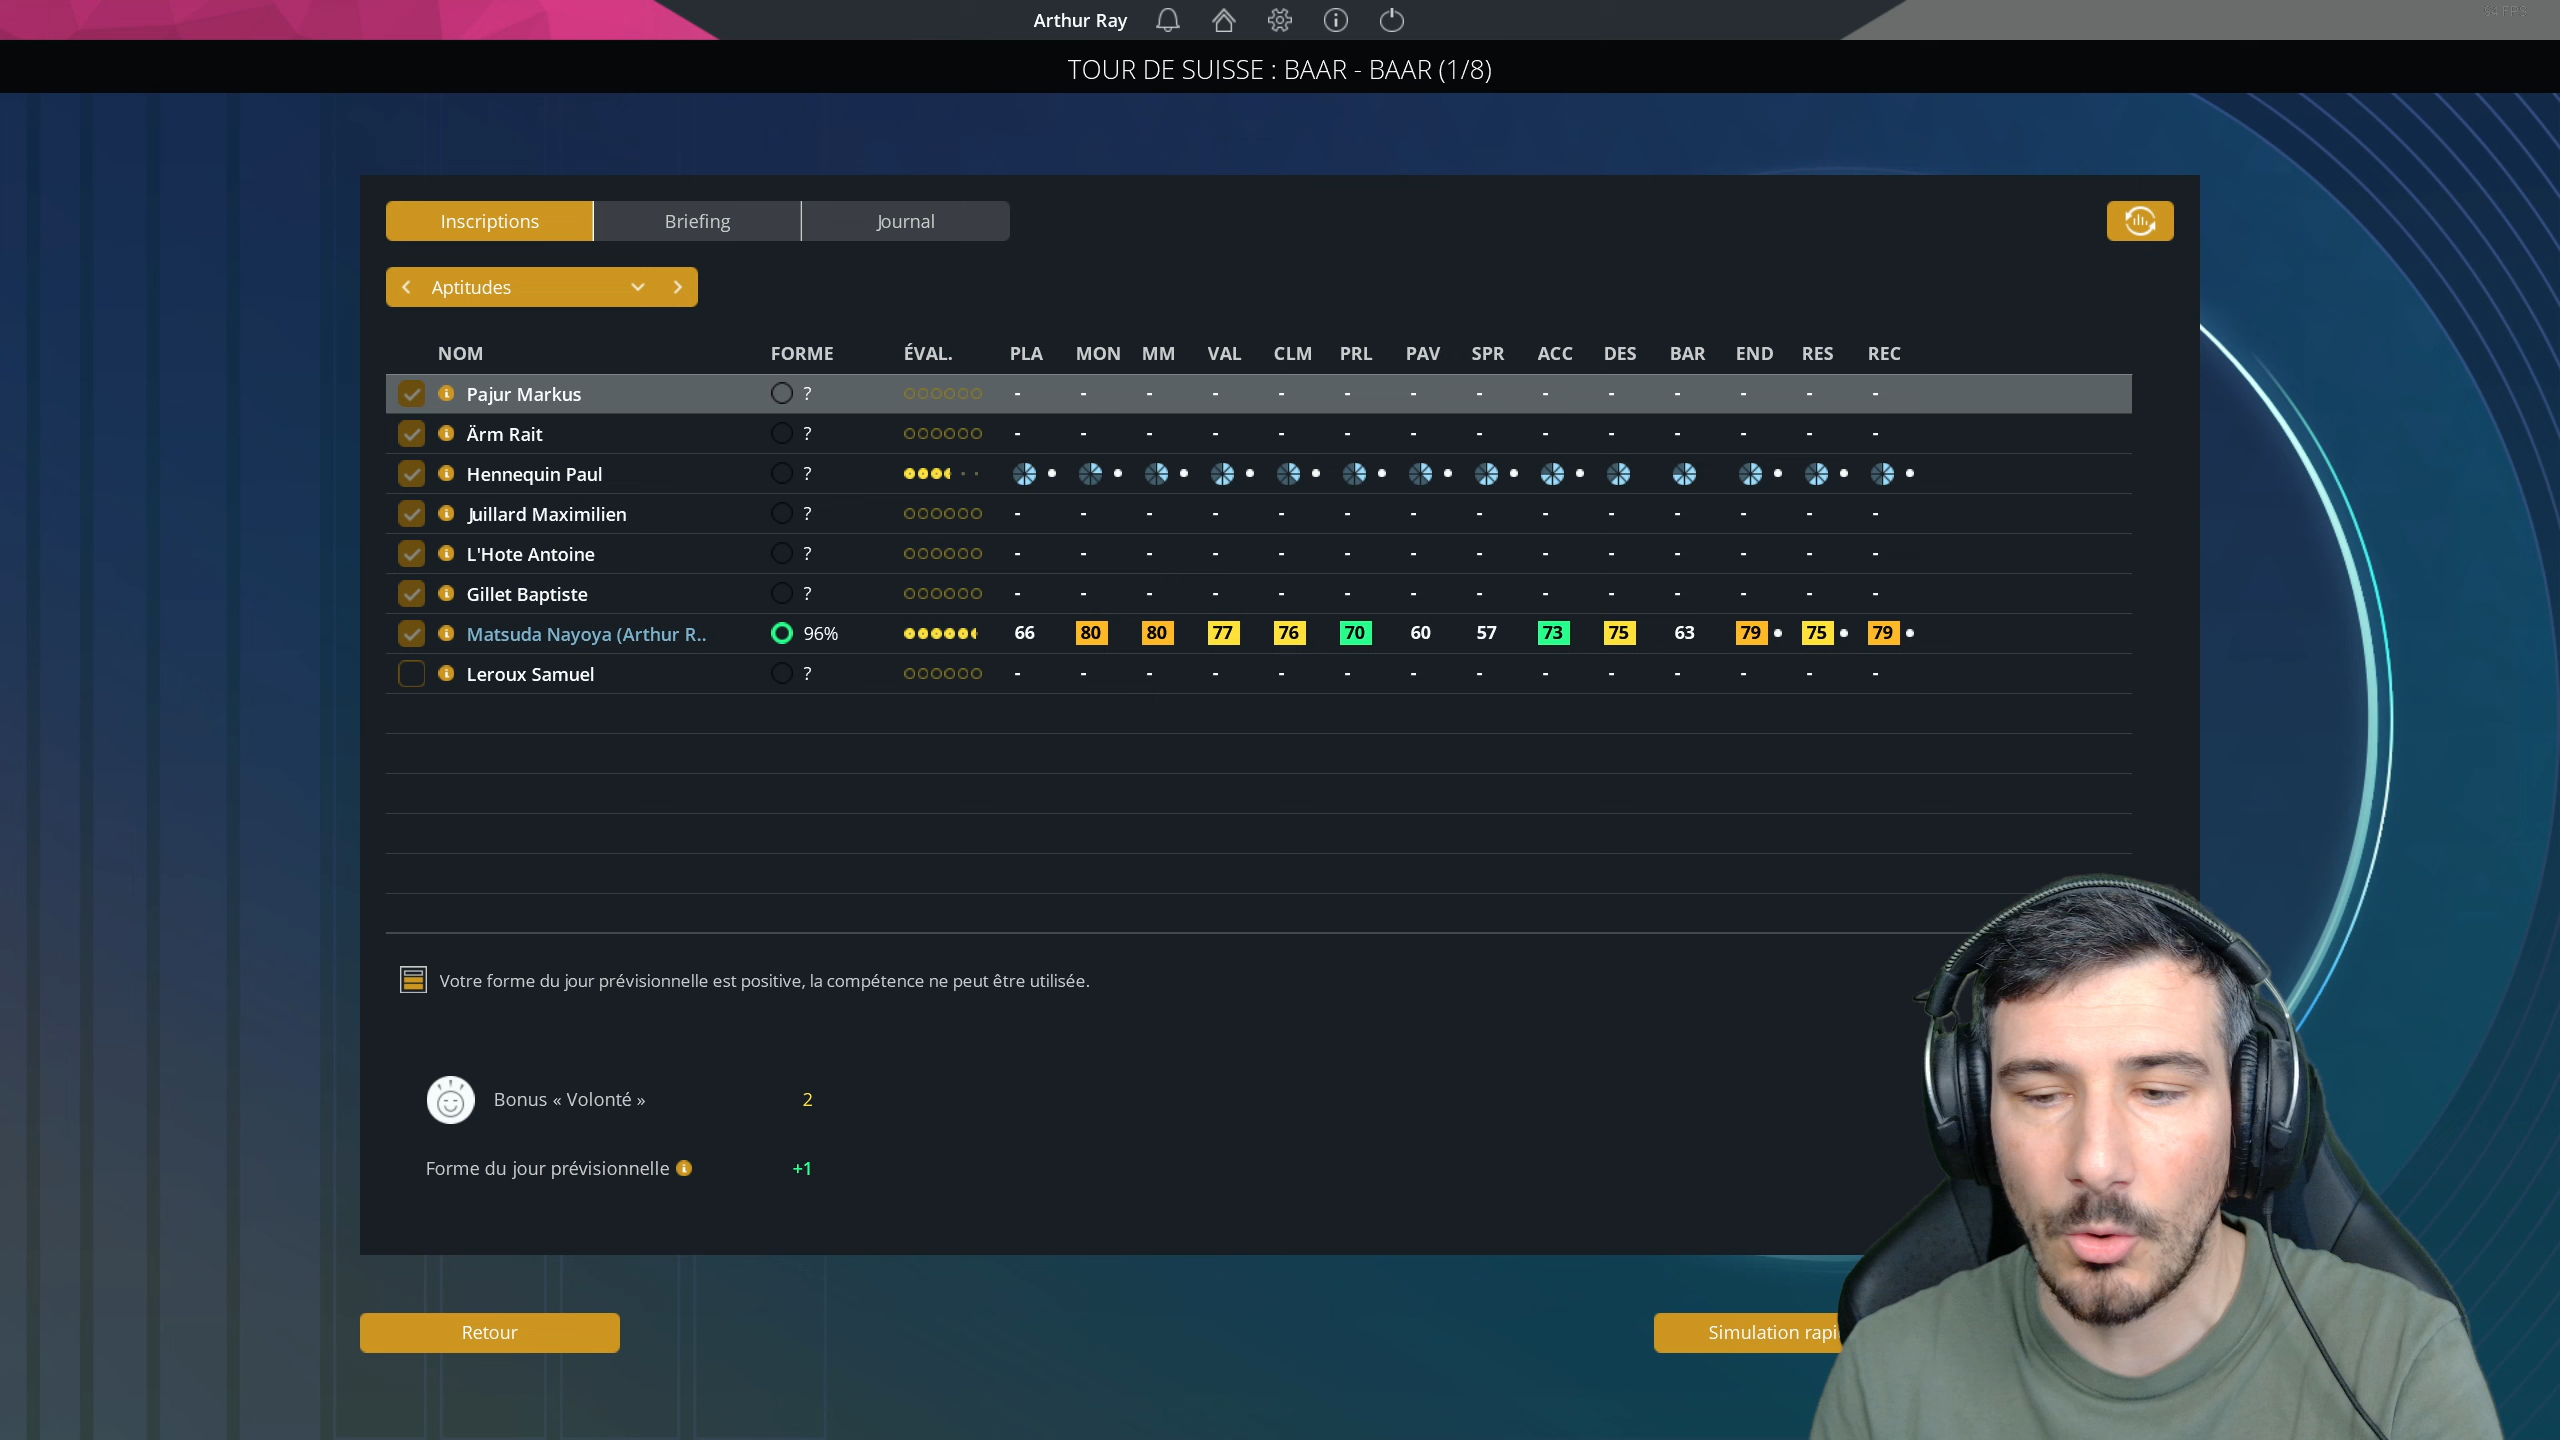 Arthur Ray
TOUR DE SUISSE : BAAR - BAAR (1/8)
Inscriptions Briefing Journal
Aptitudes
NOM FORME ÉVAL. PLA MON MM VAL CLM PRL PAV SPR ACC DES BAR END RES REC
Pajur Markus ? - - - - - - - - - - - - - -
Ärm Rait ? - - - - - - - - - - - - - -
Hennequin Paul ?
Juillard Maximilien ? - - - - - - - - - - - - - -
L'Hote Antoine ? - - - - - - - - - - - - - -
Gillet Baptiste ? - - - - - - - - - - - - - -
Matsuda Nayoya (Arthur R.. 96% 66 80 80 77 76 70 60 57 73 75 63 79 75 79
Leroux Samuel ? - - - - - - - - - - - - - -
Votre forme du jour prévisionnelle est positive, la compétence ne peut être utilisée.
Bonus « Volonté » 2
Forme du jour prévisionnelle +1
Retour Simulation rapi